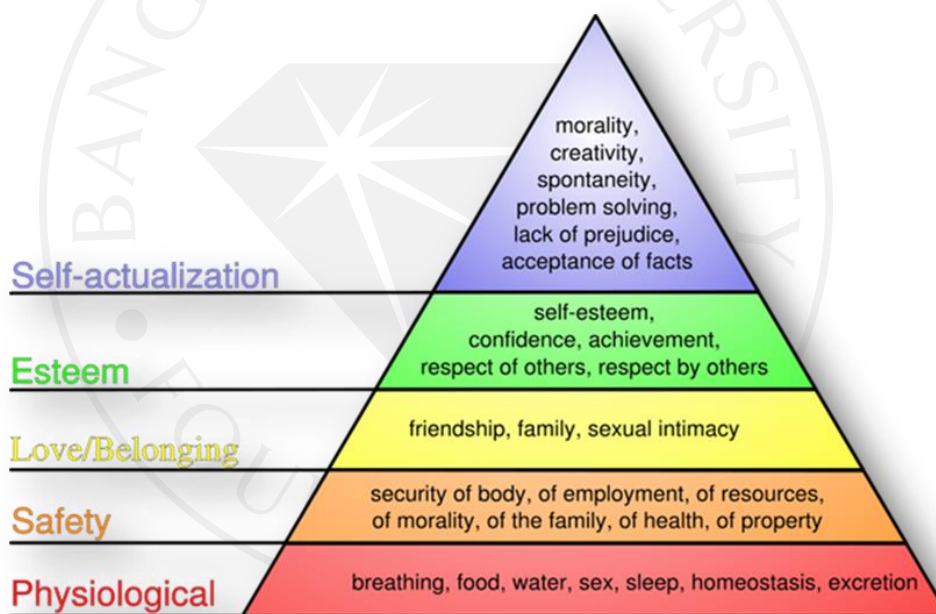 morality,
creativity,
spontaneity,
problem solving,
lack of prejudice,
acceptance of facts
Self-actualization
self-esteem,
confidence, achievement,
respect of others, respect by others
Esteem
friendship, family, sexual intimacy
Love/Belonging
security of body, of employment, of resources,
of morality, of the family, of health, of property
Safety
breathing, food, water, sex, sleep, homeostasis, excretion
Physiological